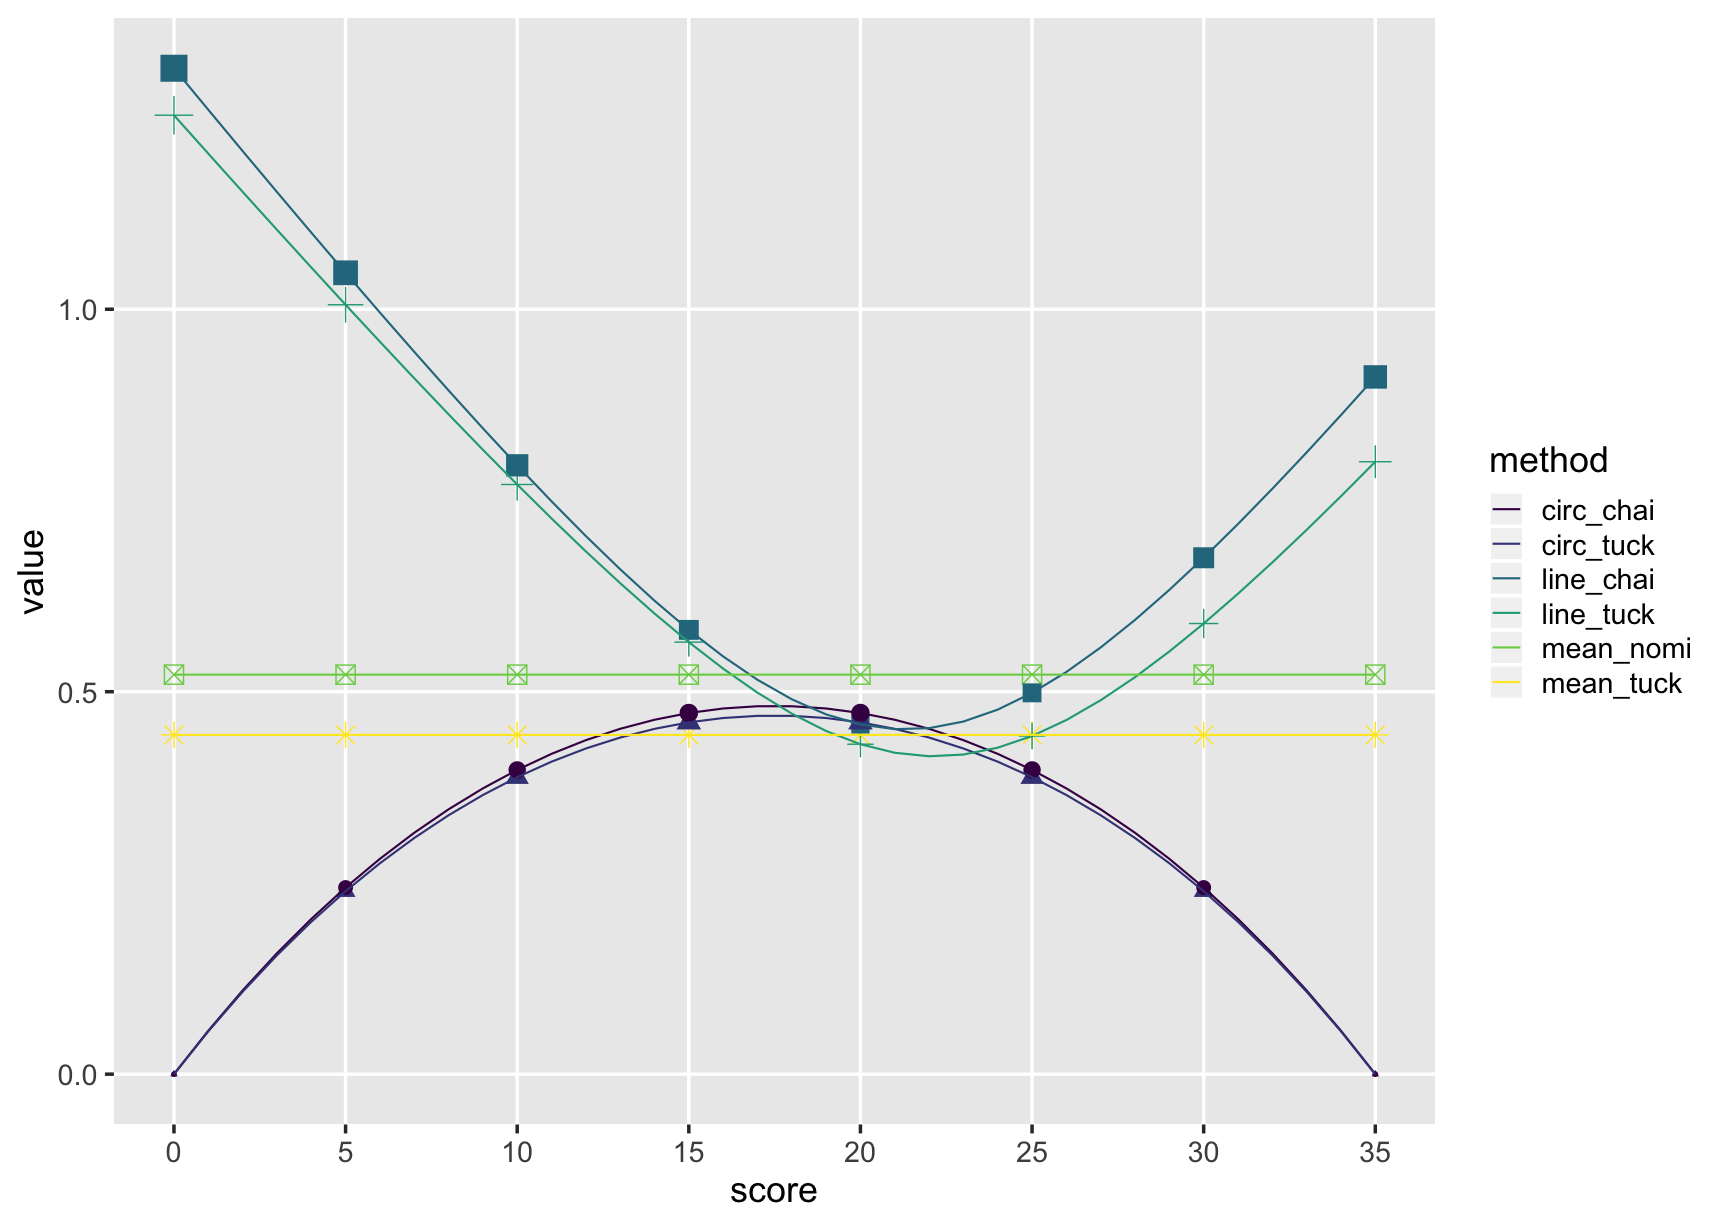 value
1.0
0.5
0.0
0 5 10 15 20 25 30 35
score
method
circ_chai
circ_tuck
line_chai
line_tuck
mean_nomi
mean_tuck